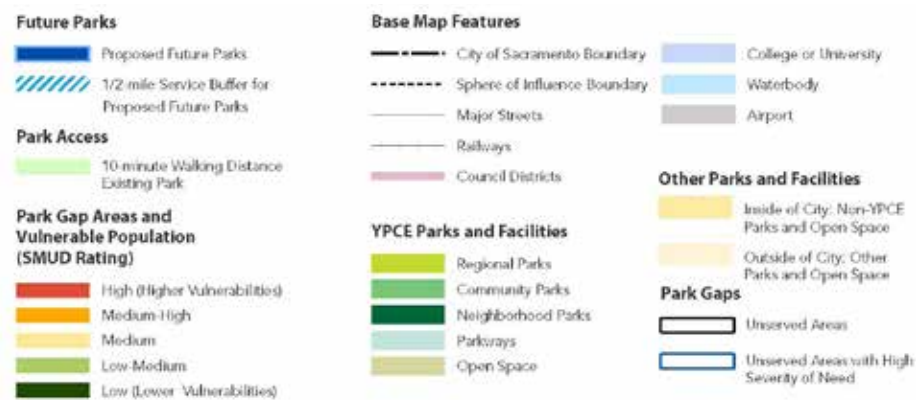 Future Parks
Proposed Future Parks
1/2 mile Service Buffer for
Proposed Future Parks
Park Access
10-minute Walking Distance
Existing Park
Park Gap Areas and
Vulnerable Population
(SMUD Rating)
High (Higher Vulnerabilities)
Medium-High
Medium
Low-Medium
Low (Lower Vulnerabilities)
Base Map Features
City of Sacramento Boundary
Sphere of Influence Boundary
Major Streets
Railways
Council Districts
College or University
Waterbody
Airport
YPCE Parks and Facilities
Regional Parks
Community Parks
Neighborhood Parks
Parkways
Open Space
Other Parks and Facilities
Inside of City: Non-YPCE
Parks and Open Space
Outside of City: Other
Parks and Open Space
Park Gaps
Unserved Areas
Unserved Areas with High
Severity of Need